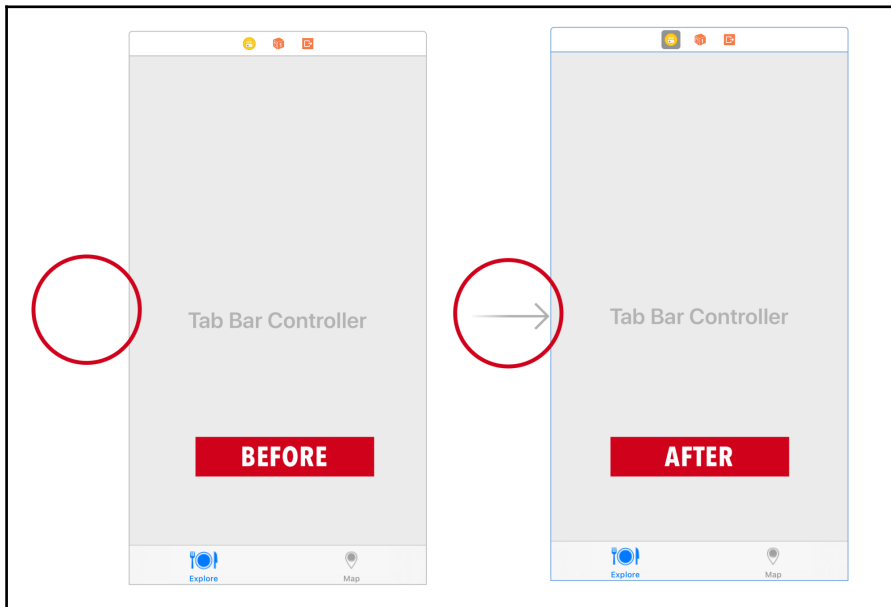 Tab Bar Controller
BEFORE
Explore Map
Tab Bar Controller
AFTER
Explore Map